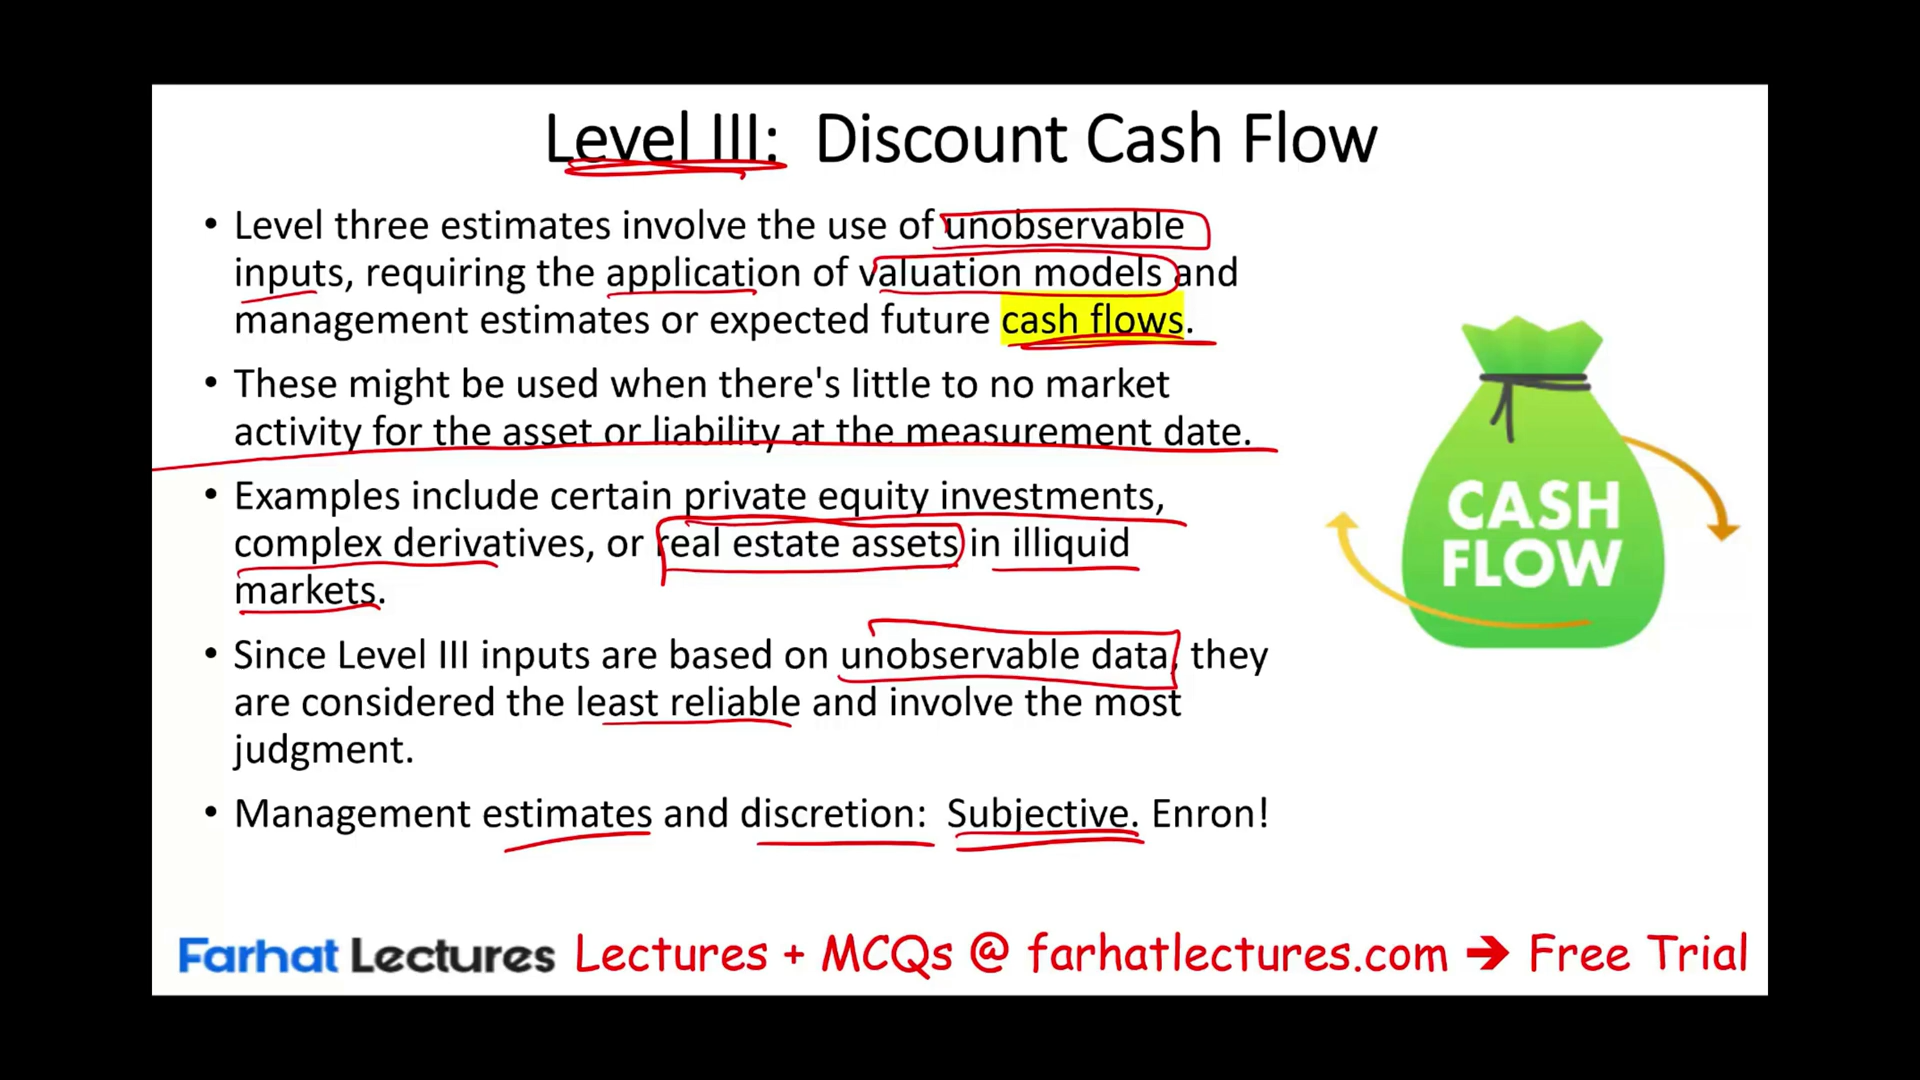 Level III: Discount Cash Flow
• Level three estimates involve the use of unobservable
inputs, requiring the application of valuation models and
management estimates or expected future cash flows.
• These might be used when there's little to no market
activity for the asset or liability at the measurement date.
• Examples include certain private equity investments,
complex derivatives, or real estate assets in illiquid
markets.
• Since Level III inputs are based on unobservable data, they
are considered the least reliable and involve the most
judgment.
• Management estimates and discretion: Subjective. Enron!
CASH
FLOW
Farhat Lectures Lectures + MCQs @ farhatlectures.com ➔ Free Trial